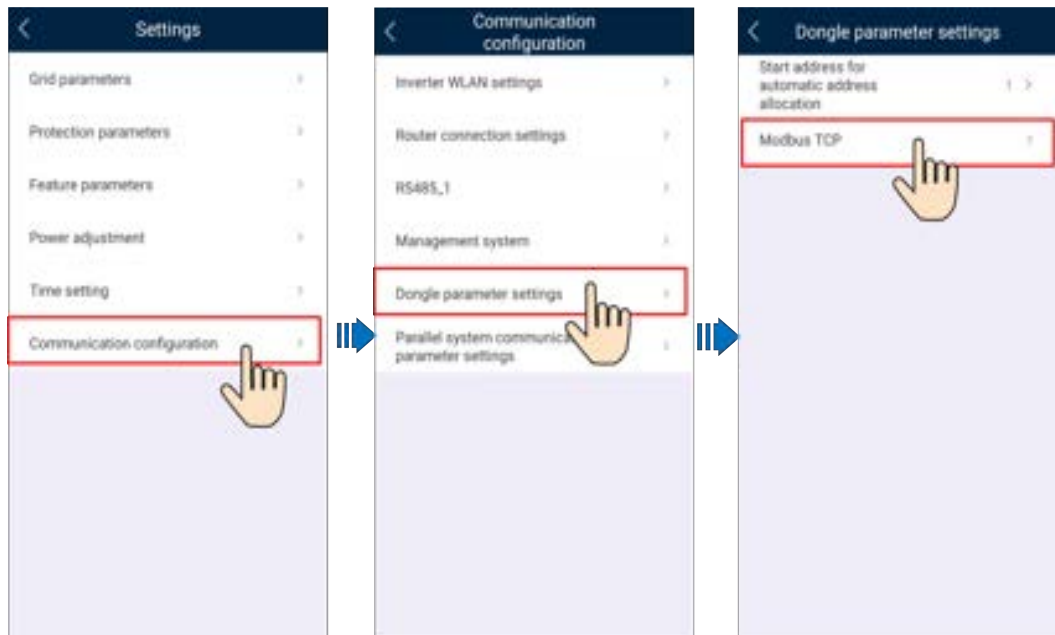 Settings
Grid parameters
Protection parameters
Feature parameters
Power adjustment
Time setting
Communication configuration
Communication
configuration
Inverter WLAN settings
Router connection settings
RS485_1
Management system
Dongle parameter settings
Parallel system communica
parameter settings
Dongle parameter settings
Start address for
automatic address
allocation
1
Modbus TCP